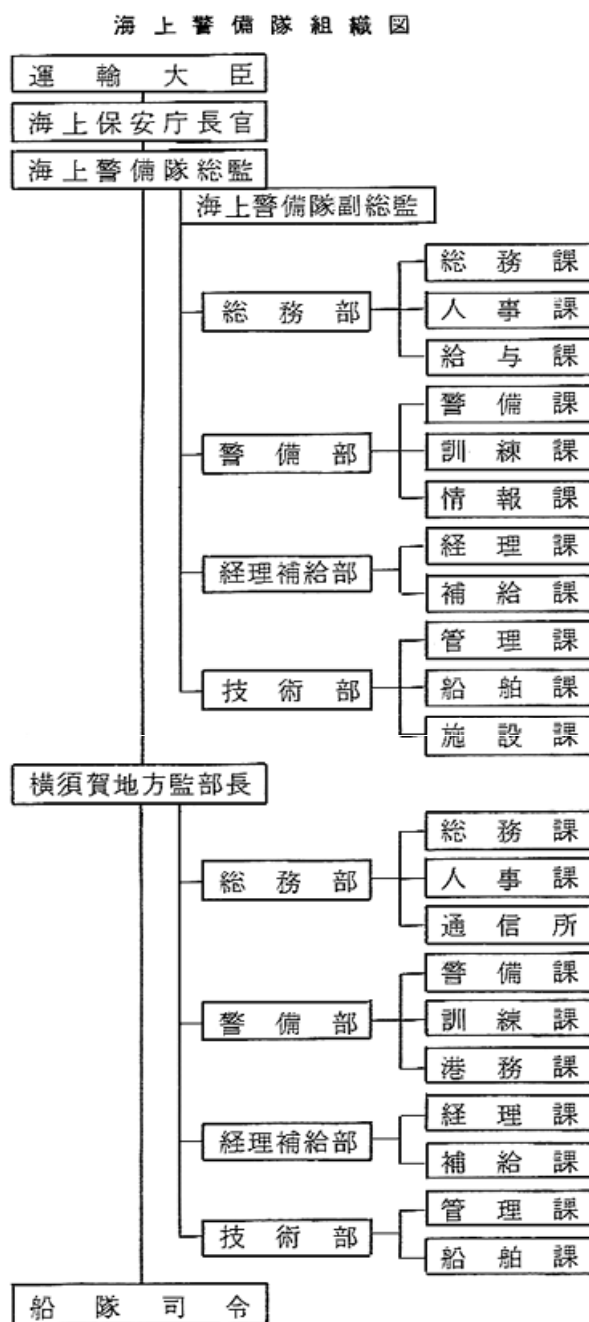 海上警備隊組織図
運輸大臣
海上保安庁長官
海上警備隊総監
海上警備隊副総監
総務部
総務課
人事課
給与課
警備部
警備課
訓練課
情報課
経理補給部
経理課
補給課
技術部
管理課
船舶課
施設課
横須賀地方監部長
総務部
総務課
人事課
通信所
警備部
警備課
訓練課
港務課
経理補給部
経理課
補給課
技術部
管理課
船舶課
船隊司令